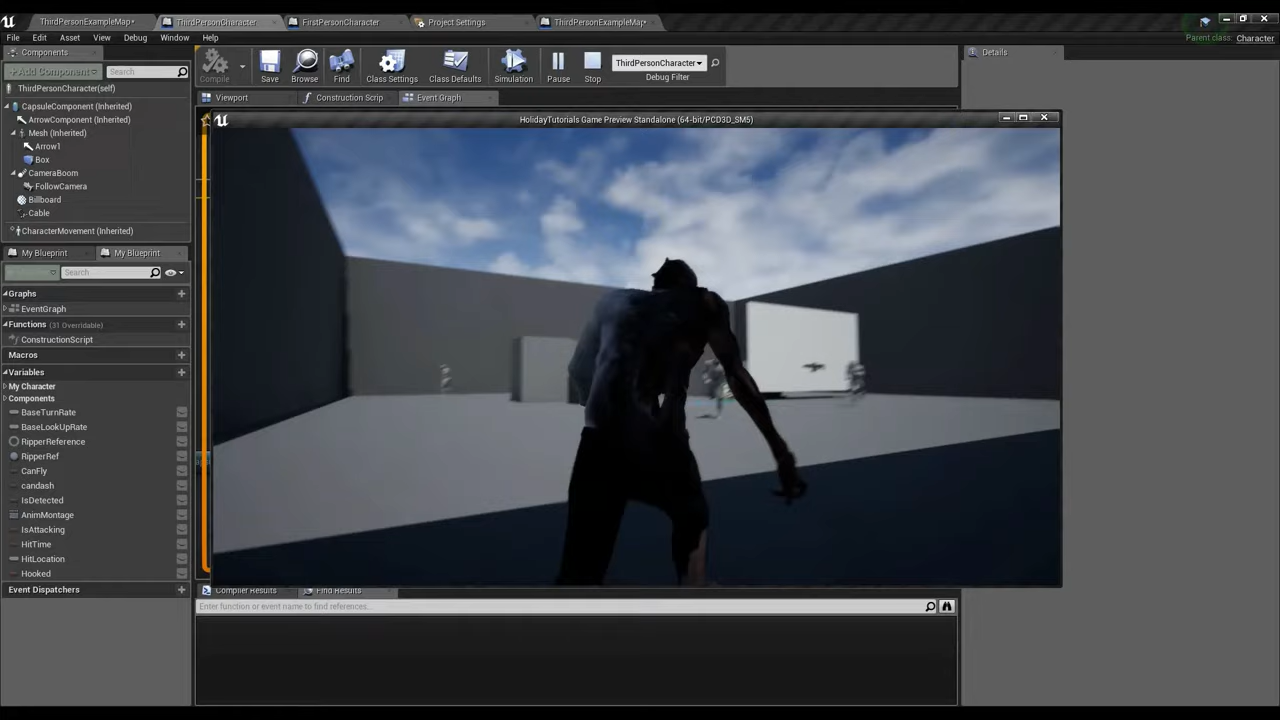 ThirdPersonExampleMap*
ThirdPersonCharacter
FirstPersonCharacter
Project Settings
ThirdPersonExampleMap*
File
Edit
Asset
View
Debug
Window
Help
Parent class: Character
Components
Details
+Add Component
Search
Compile
Save
Browse
Find
Class Settings
Class Defaults
Simulation
Pause
Stop
ThirdPersonCharacter
Debug Filter
ThirdPersonCharacter(self)
Viewport
Construction Scrip
Event Graph
CapsuleComponent (Inherited)
ArrowComponent (Inherited)
HolidayTutorials Game Preview Standalone (64-bit/PCD3D_SM5)
Mesh (Inherited)
Arrow1
Box
CameraBoom
FollowCamera
Billboard
Cable
CharacterMovement (Inherited)
My Blueprint
My Blueprint
Search
Graphs
EventGraph
Functions (31 Overridable)
ConstructionScript
Macros
Variables
My Character
Components
BaseTurnRate
BaseLookUpRate
RipperReference
RipperRef
CanFly
candash
IsDetected
AnimMontage
IsAttacking
HitTime
HitLocation
Hooked
Event Dispatchers
Compiler Results
Find Results
Enter function or event name to find references...